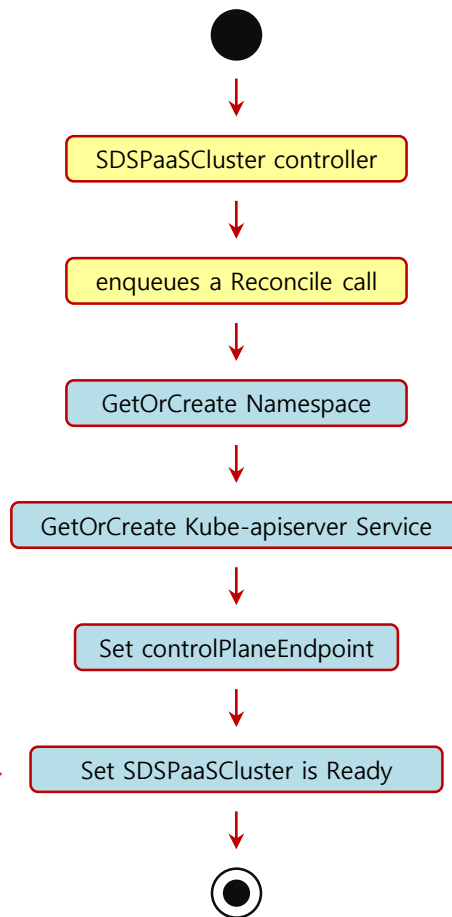 SDSPaaSCluster controller
enqueues a Reconcile call
GetOrCreate Namespace
GetOrCreate Kube-apiserver Service
Set controlPlaneEndpoint
Set SDSPaaSCluster is Ready